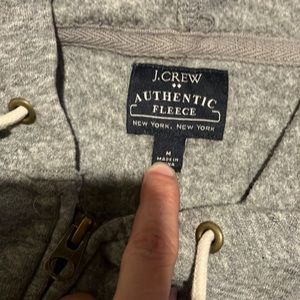 J.CREW
AUTHENTIC
FLEECE
NEW YORK, NEW YORK
M
MADE IN